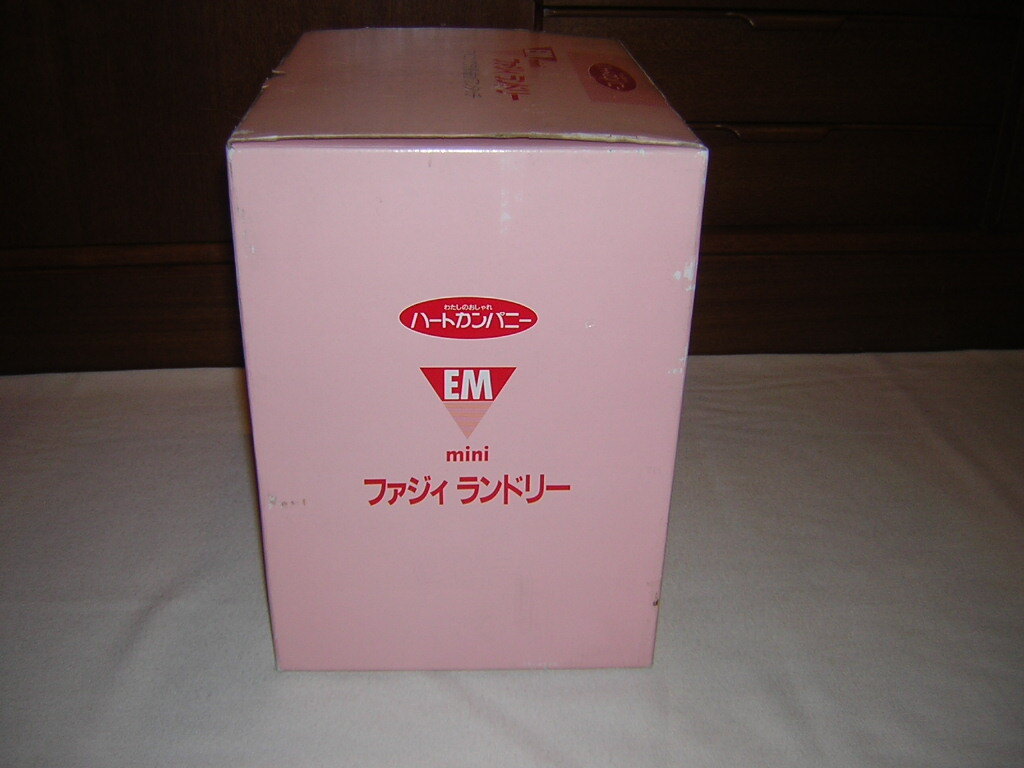 わたしのおしゃれ
ハートカンパニー
EM
mini
ファジィ ランドリー